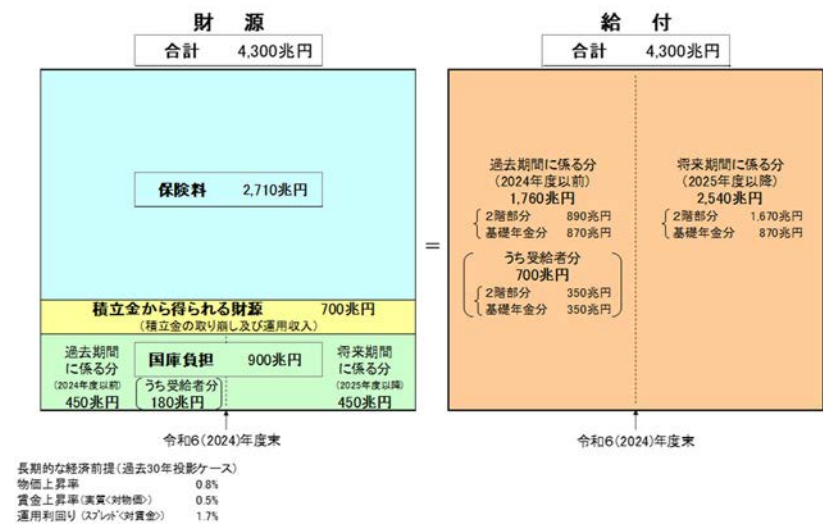 財　源
合計　4,300兆円
保険料　2,710兆円
積立金から得られる財源　700兆円
(積立金の取り崩し及び運用収入)
国庫負担　900兆円
過去期間
に係る分
(2024年度以前)
450兆円
うち受給者分
180兆円
将来期間
に係る分
(2025年度以降)
450兆円
令和6(2024)年度末
＝
給　付
合計　4,300兆円
過去期間に係る分
(2024年度以前)
1,760兆円
2階部分　890兆円
基礎年金分　870兆円
うち受給者分
700兆円
2階部分　350兆円
基礎年金分　350兆円
将来期間に係る分
(2025年度以降)
2,540兆円
2階部分　1,670兆円
基礎年金分　870兆円
令和6(2024)年度末
長期的な経済前提(過去30年投影ケース)
物価上昇率　0.8%
賃金上昇率(実質<対物価>)　0.5%
運用利回り(スプレッド<対賃金>)　1.7%